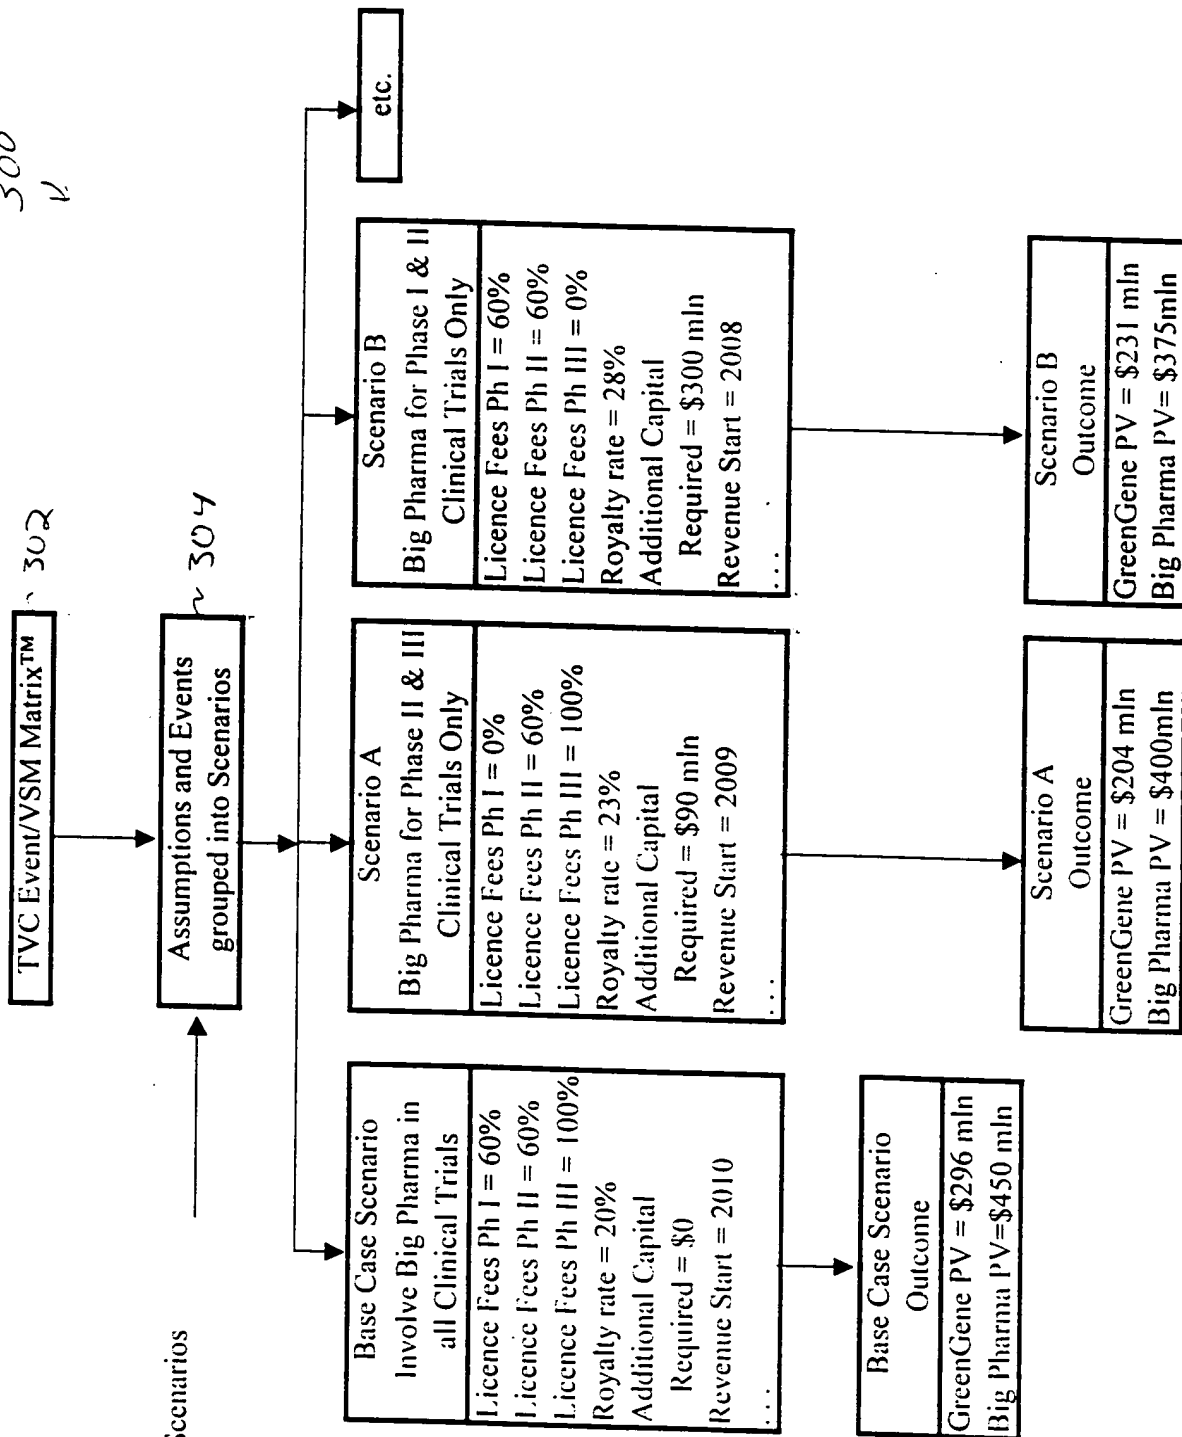 300
TVC Event/VSM Matrix™
302
Scenarios
Assumptions and Events
grouped into Scenarios
304
Base Case Scenario
Involve Big Pharma in
all Clinical Trials
Licence Fees Ph I = 60%
Licence Fees Ph II = 60%
Licence Fees Ph III = 100%
Royalty rate = 20%
Additional Capital
Required = $0
Revenue Start = 2010
...
Scenario A
Big Pharma for Phase II & III
Clinical Trials Only
Licence Fees Ph I = 0%
Licence Fees Ph II = 60%
Licence Fees Ph III = 100%
Royalty rate = 23%
Additional Capital
Required = $90 mln
Revenue Start = 2009
...
Scenario B
Big Pharma for Phase I & II
Clinical Trials Only
Licence Fees Ph I = 60%
Licence Fees Ph II = 60%
Licence Fees Ph III = 0%
Royalty rate = 28%
Additional Capital
Required = $300 mln
Revenue Start = 2008
...
etc.
Base Case Scenario
Outcome
GreenGene PV = $296 mln
Big Pharma PV=$450 mln
Scenario A
Outcome
GreenGene PV = $204 mln
Big Pharma PV = $400mln
Scenario B
Outcome
GreenGene PV = $231 mln
Big Pharma PV= $375mln